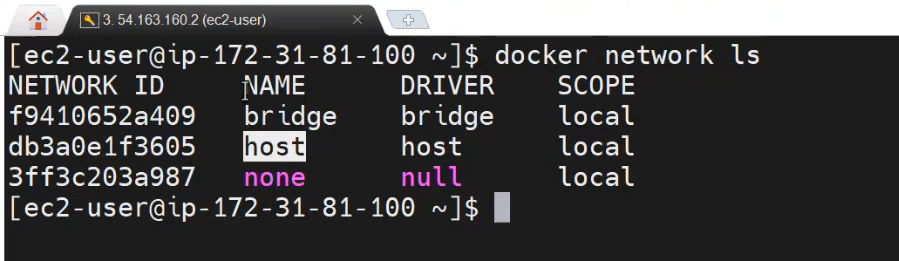 3. 54.163.160.2 (ec2-user)
[ec2-user@ip-172-31-81-100 ~]$ docker network ls
NETWORK ID     NAME      DRIVER    SCOPE
f9410652a409   bridge    bridge    local
db3a0e1f3605   host      host      local
3ff3c203a987   none      null      local
[ec2-user@ip-172-31-81-100 ~]$